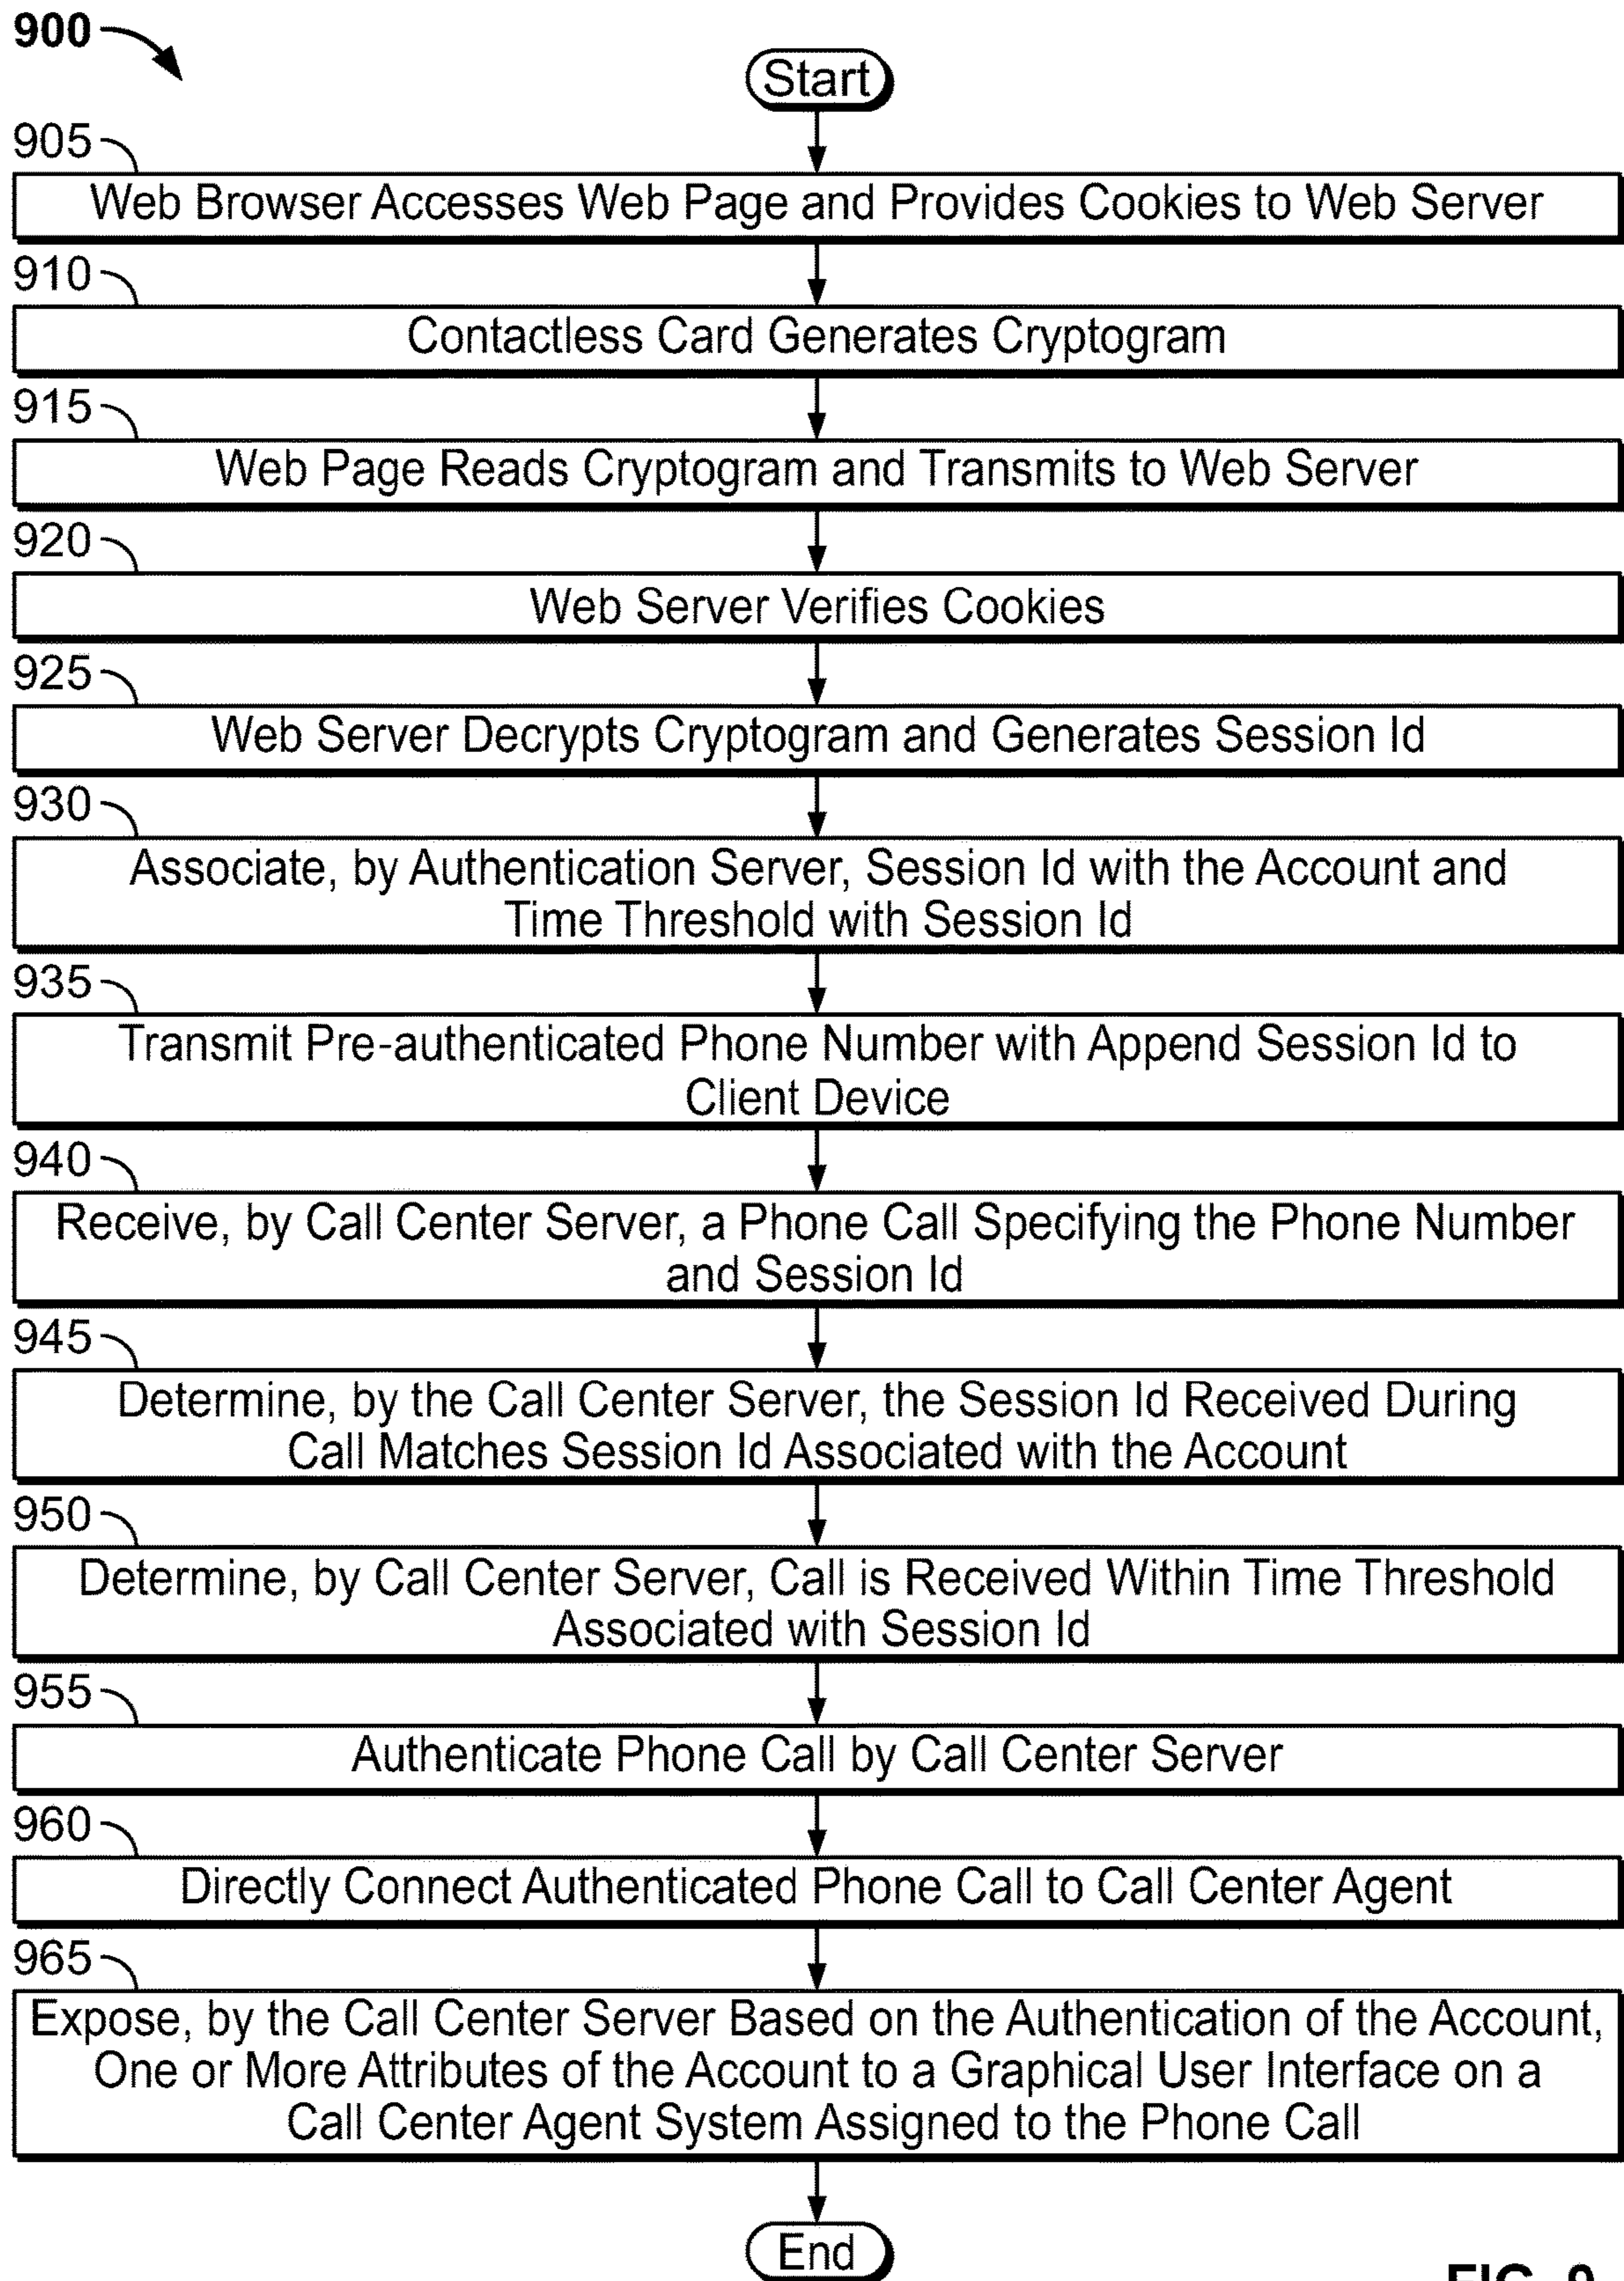 900
Start
905
Web Browser Accesses Web Page and Provides Cookies to Web Server
910
Contactless Card Generates Cryptogram
915
Web Page Reads Cryptogram and Transmits to Web Server
920
Web Server Verifies Cookies
925
Web Server Decrypts Cryptogram and Generates Session Id
930
Associate, by Authentication Server, Session Id with the Account and
Time Threshold with Session Id
935
Transmit Pre-authenticated Phone Number with Append Session Id to
Client Device
940
Receive, by Call Center Server, a Phone Call Specifying the Phone Number
and Session Id
945
Determine, by the Call Center Server, the Session Id Received During
Call Matches Session Id Associated with the Account
950
Determine, by Call Center Server, Call is Received Within Time Threshold
Associated with Session Id
955
Authenticate Phone Call by Call Center Server
960
Directly Connect Authenticated Phone Call to Call Center Agent
965
Expose, by the Call Center Server Based on the Authentication of the Account,
One or More Attributes of the Account to a Graphical User Interface on a
Call Center Agent System Assigned to the Phone Call
End
FIG. 9